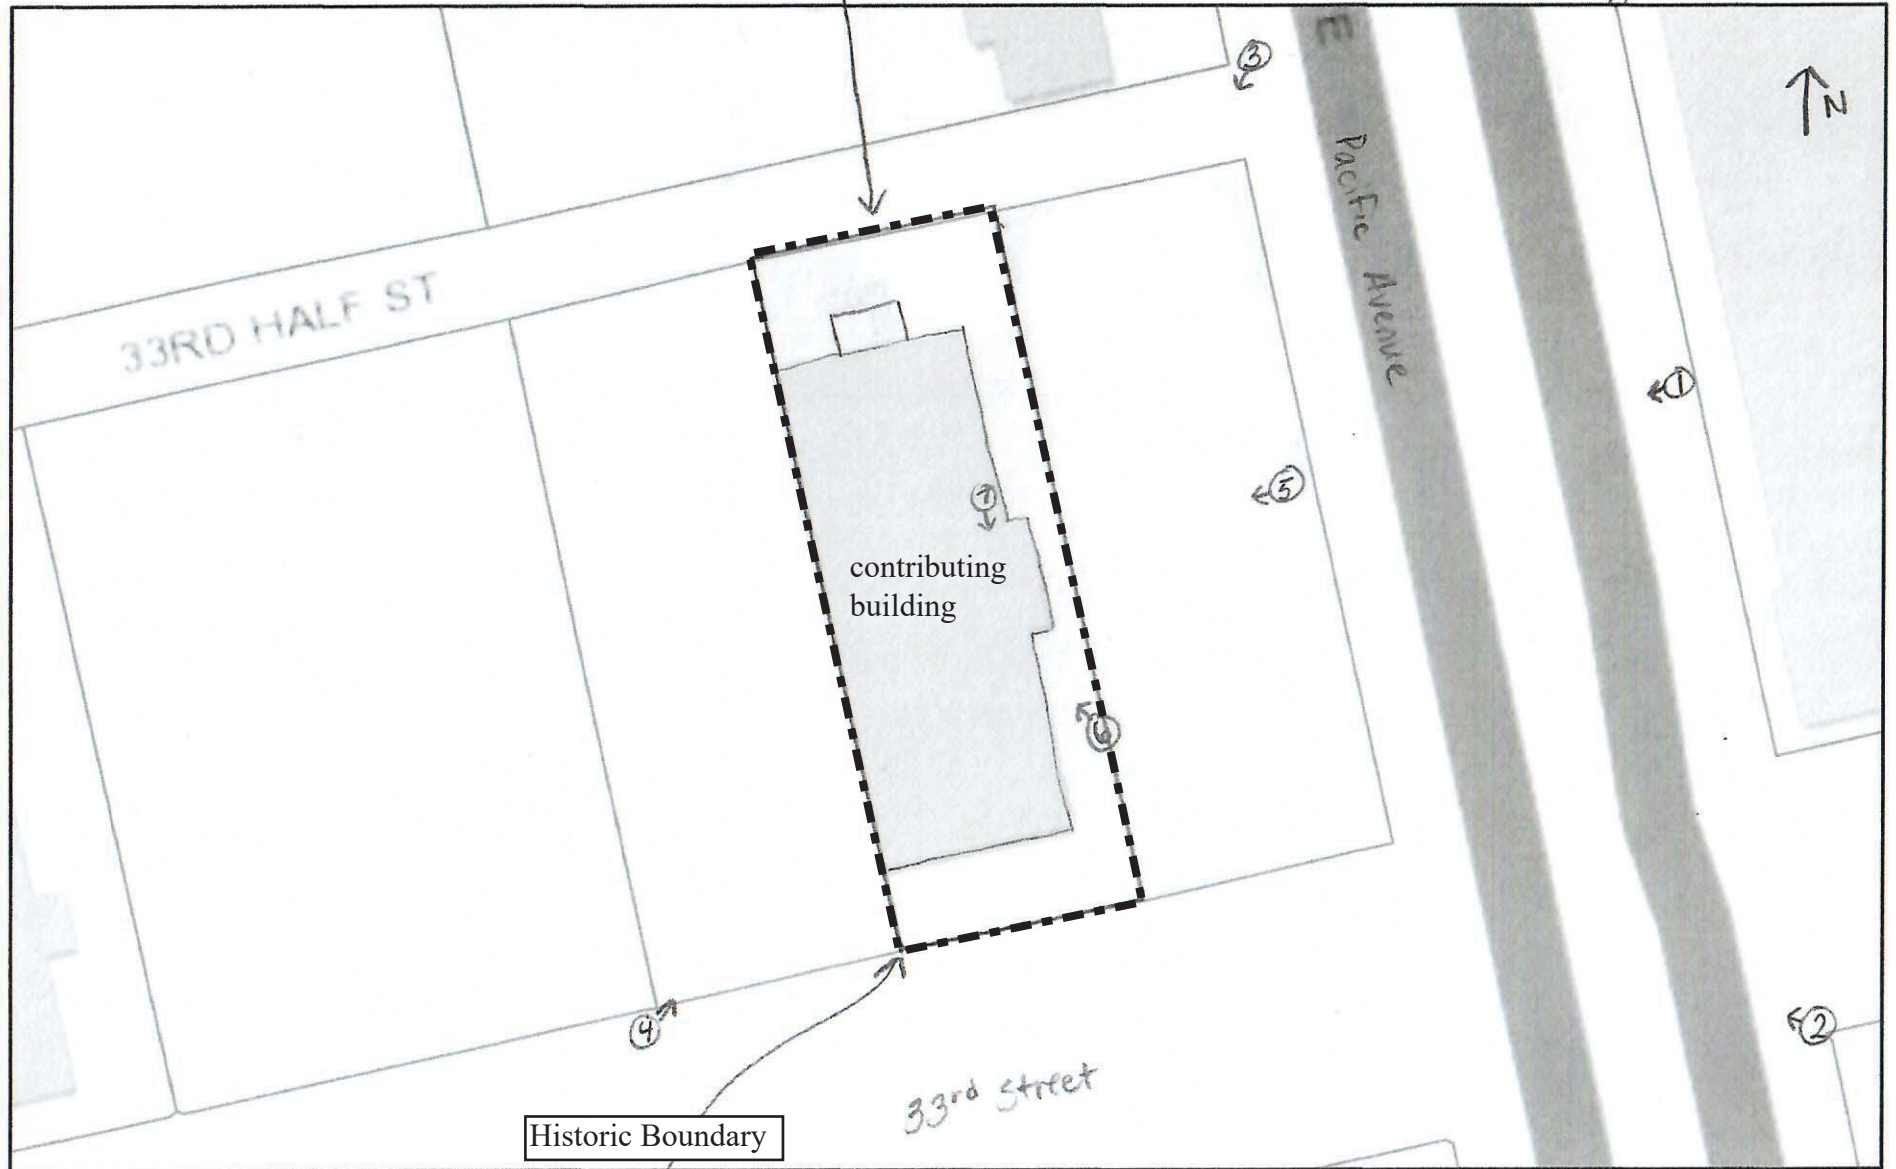 E
3
N
Pacific Avenue
33RD HALF ST
1
5
7
contributing
building
6
4
2
33rd Street
Historic Boundary